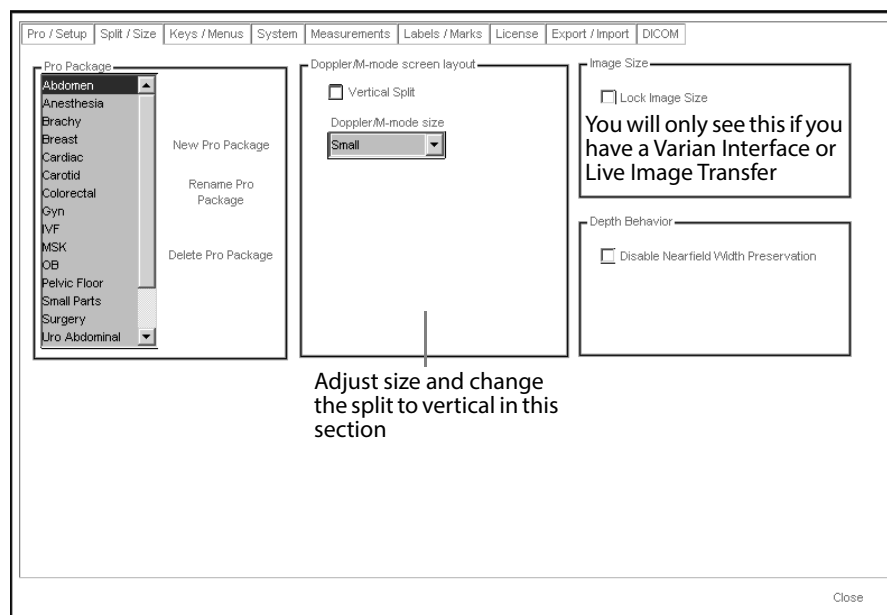 Pro / Setup Split / Size Keys / Menus System Measurements Labels / Marks License Export / Import DICOM
Pro Package
Abdomen
Anesthesia
Brachy
Breast
Cardiac
Carotid
Colorectal
Gyn
IVF
MSK
OB
Pelvic Floor
Small Parts
Surgery
Uro Abdominal
New Pro Package
Rename Pro
Package
Delete Pro Package
Doppler/M-mode screen layout
Vertical Split
Doppler/M-mode size
Small
Adjust size and change
the split to vertical in this
section
Image Size
Lock Image Size
You will only see this if you
have a Varian Interface or
Live Image Transfer
Depth Behavior
Disable Nearfield Width Preservation
Close